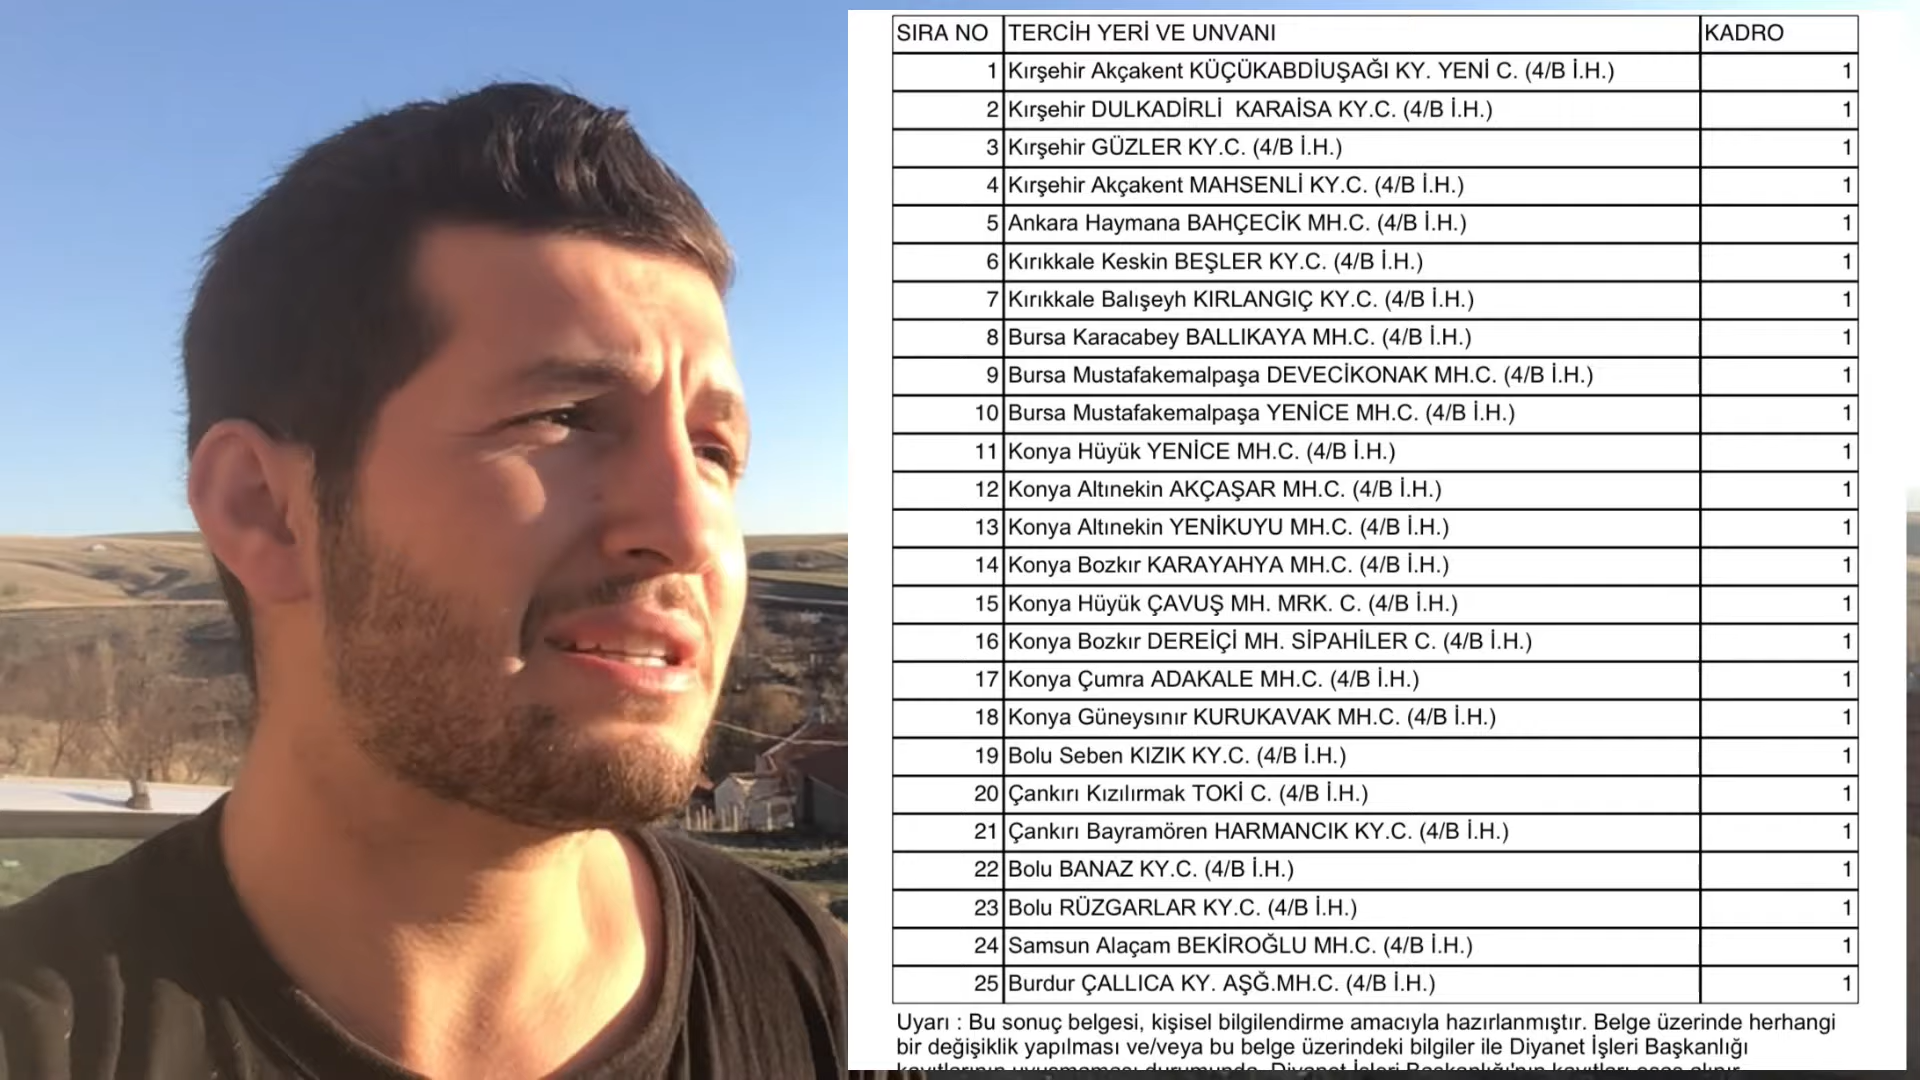 SIRA NO TERCİH YERİ VE UNVANI KADRO
1 Kırşehir Akçakent KÜÇÜKABDİUŞAĞI KY. YENİ C. (4/B İ.H.) 1
2 Kırşehir DULKADİRLİ KARAİSA KY.C. (4/B İ.H.) 1
3 Kırşehir GÜZLER KY.C. (4/B İ.H.) 1
4 Kırşehir Akçakent MAHSENLİ KY.C. (4/B İ.H.) 1
5 Ankara Haymana BAHÇECİK MH.C. (4/B İ.H.) 1
6 Kırıkkale Keskin BEŞLER KY.C. (4/B İ.H.) 1
7 Kırıkkale Balışeyh KIRLANGIÇ KY.C. (4/B İ.H.) 1
8 Bursa Karacabey BALLIKAYA MH.C. (4/B İ.H.) 1
9 Bursa Mustafakemalpaşa DEVECİKONAK MH.C. (4/B İ.H.) 1
10 Bursa Mustafakemalpaşa YENİCE MH.C. (4/B İ.H.) 1
11 Konya Hüyük YENİCE MH.C. (4/B İ.H.) 1
12 Konya Altınekin AKÇAŞAR MH.C. (4/B İ.H.) 1
13 Konya Altınekin YENİKUYU MH.C. (4/B İ.H.) 1
14 Konya Bozkır KARAYAHYA MH.C. (4/B İ.H.) 1
15 Konya Hüyük ÇAVUŞ MH. MRK. C. (4/B İ.H.) 1
16 Konya Bozkır DEREİÇİ MH. SİPAHİLER C. (4/B İ.H.) 1
17 Konya Çumra ADAKALE MH.C. (4/B İ.H.) 1
18 Konya Güneysınır KURUKAVAK MH.C. (4/B İ.H.) 1
19 Bolu Seben KIZIK KY.C. (4/B İ.H.) 1
20 Çankırı Kızılırmak TOKİ C. (4/B İ.H.) 1
21 Çankırı Bayramören HARMANCIK KY.C. (4/B İ.H.) 1
22 Bolu BANAZ KY.C. (4/B İ.H.) 1
23 Bolu RÜZGARLAR KY.C. (4/B İ.H.) 1
24 Samsun Alaçam BEKİROĞLU MH.C. (4/B İ.H.) 1
25 Burdur ÇALLICA KY. AŞĞ.MH.C. (4/B İ.H.) 1
Uyarı : Bu sonuç belgesi, kişisel bilgilendirme amacıyla hazırlanmıştır. Belge üzerinde herhangi
bir değişiklik yapılması ve/veya bu belge üzerindeki bilgiler ile Diyanet İşleri Başkanlığı